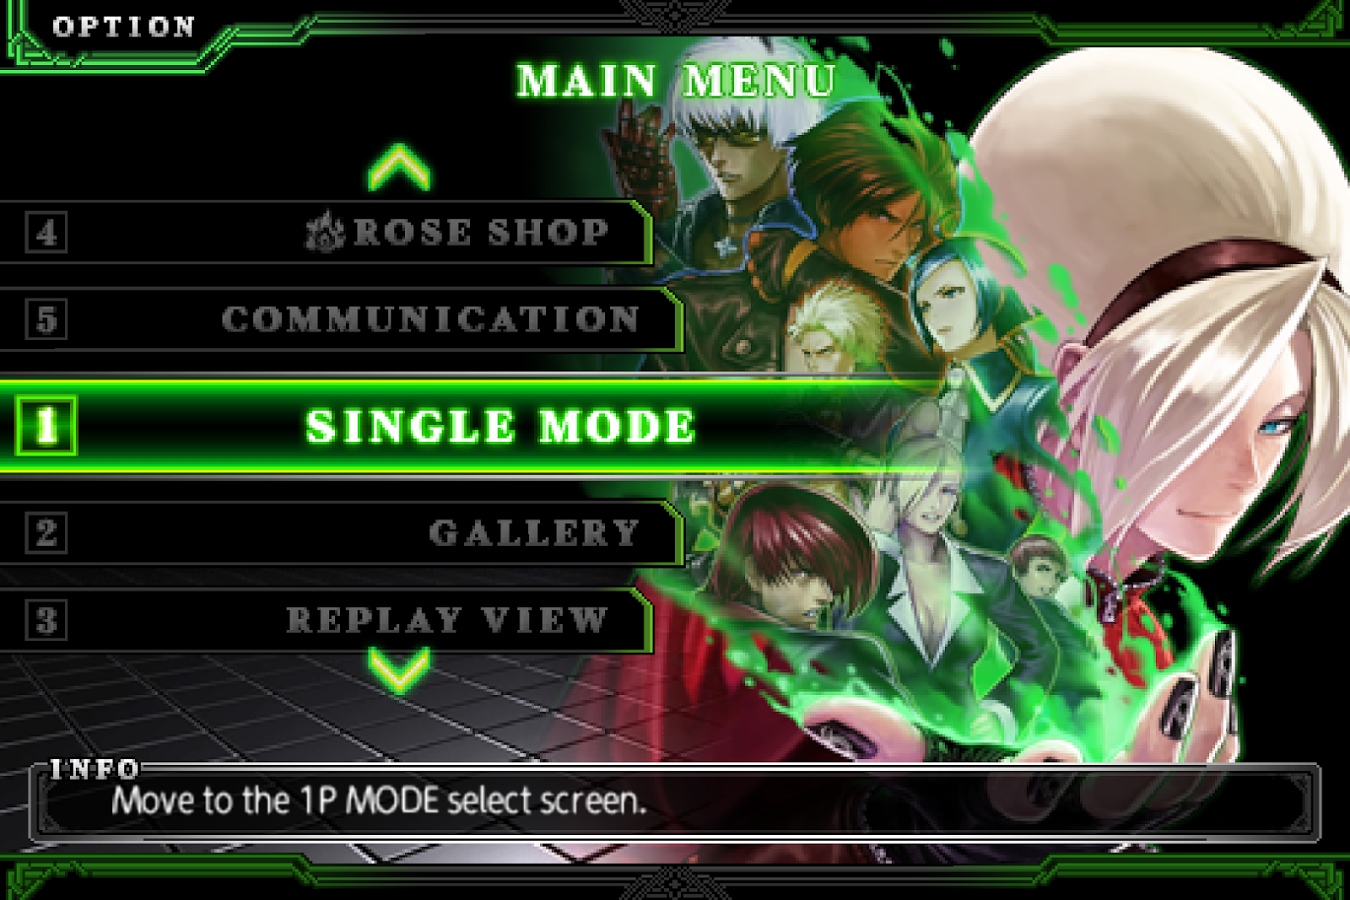 OPTION
MAIN MENU
4 ROSE SHOP
5 COMMUNICATION
1 SINGLE MODE
2 GALLERY
3 REPLAY VIEW
INFO
Move to the 1P MODE select screen.